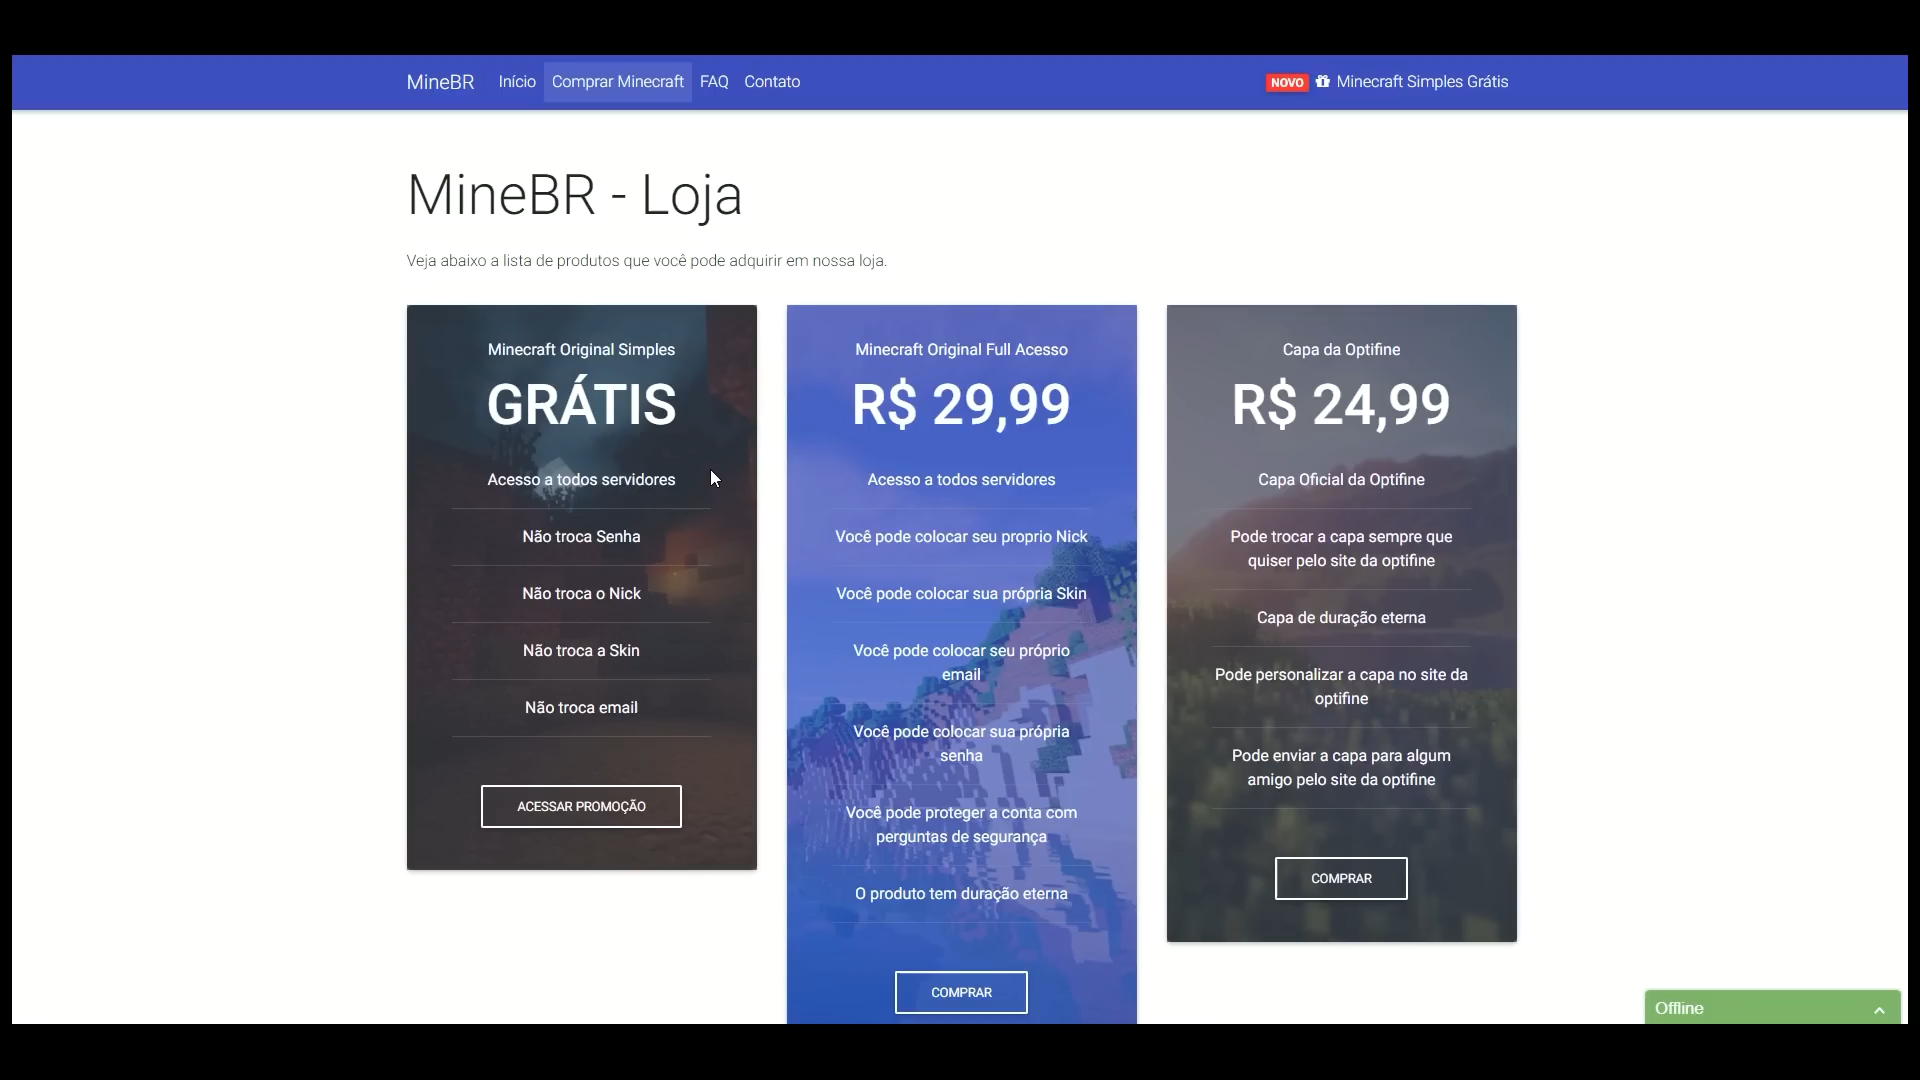 MineBR Início Comprar Minecraft FAQ Contato NOVO Minecraft Simples Grátis
MineBR - Loja
Veja abaixo a lista de produtos que você pode adquirir em nossa loja.
Minecraft Original Simples
GRÁTIS
Acesso a todos servidores
Não troca Senha
Não troca o Nick
Não troca a Skin
Não troca email
ACESSAR PROMOÇÃO
Minecraft Original Full Acesso
R$ 29,99
Acesso a todos servidores
Você pode colocar seu proprio Nick
Você pode colocar sua própria Skin
Você pode colocar seu próprio
email
Você pode colocar sua própria
senha
Você pode proteger a conta com
perguntas de segurança
O produto tem duração eterna
COMPRAR
Capa da Optifine
R$ 24,99
Capa Oficial da Optifine
Pode trocar a capa sempre que
quiser pelo site da optifine
Capa de duração eterna
Pode personalizar a capa no site da
optifine
Pode enviar a capa para algum
amigo pelo site da optifine
COMPRAR
Offline